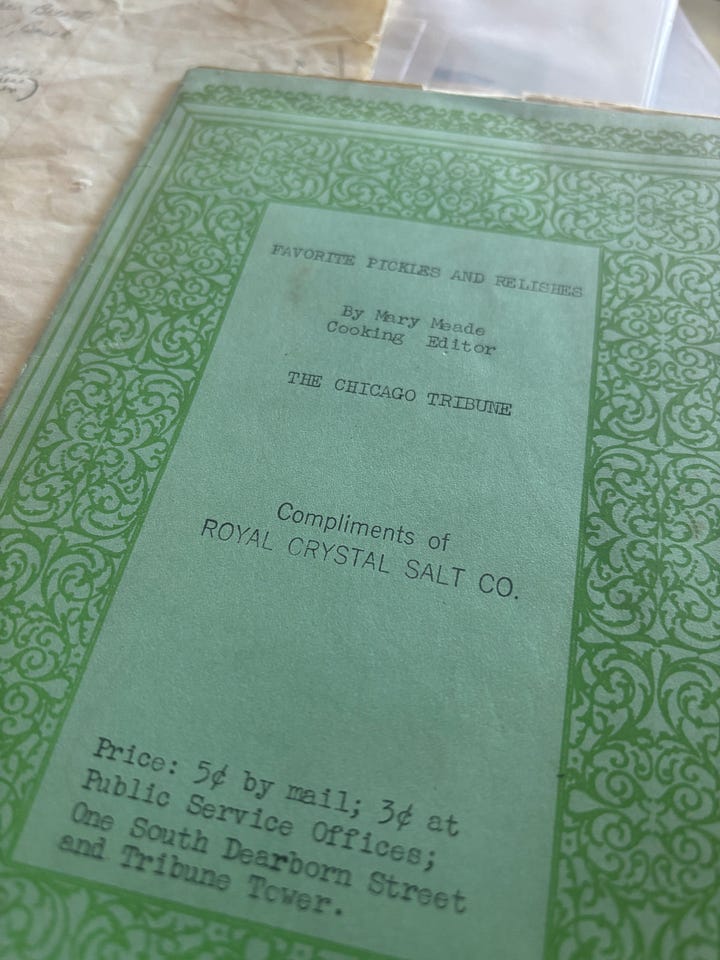 FAVORITE PICKLES AND RELISHES
By Mary Meade
Cooking Editor
THE CHICAGO TRIBUNE
Compliments of
ROYAL CRYSTAL SALT CO.
Price: 5¢ by mail; 3¢ at
Public Service Offices;
One South Dearborn Street
and Tribune Tower.